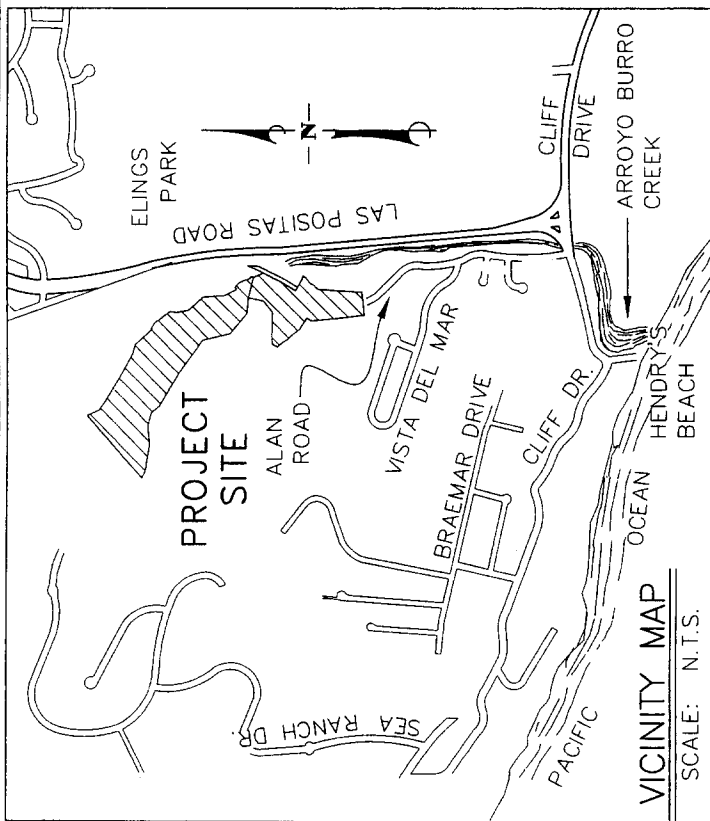 ELINGS
PARK
N
LAS POSITAS ROAD
CLIFF
DRIVE
ARROYO BURRO
CREEK
PROJECT
SITE
ALAN
ROAD
VISTA DEL MAR
BRAEMAR DRIVE
CLIFF DR.
HENDRY'S
BEACH
SEA RANCH DR.
PACIFIC
OCEAN
VICINITY MAP
SCALE: N.T.S.